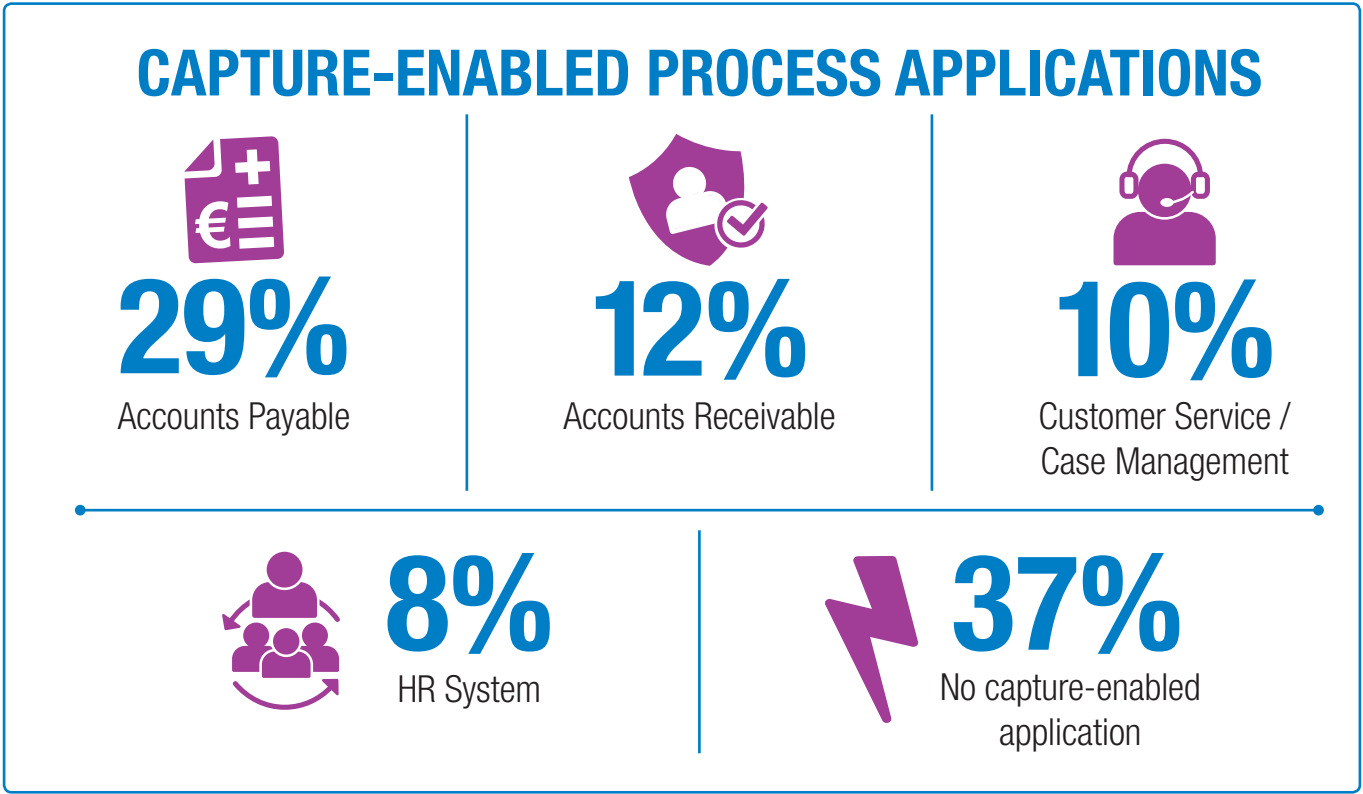 CAPTURE-ENABLED PROCESS APPLICATIONS
€
29%
Accounts Payable
12%
Accounts Receivable
10%
Customer Service /
Case Management
8%
HR System
37%
No capture-enabled
application